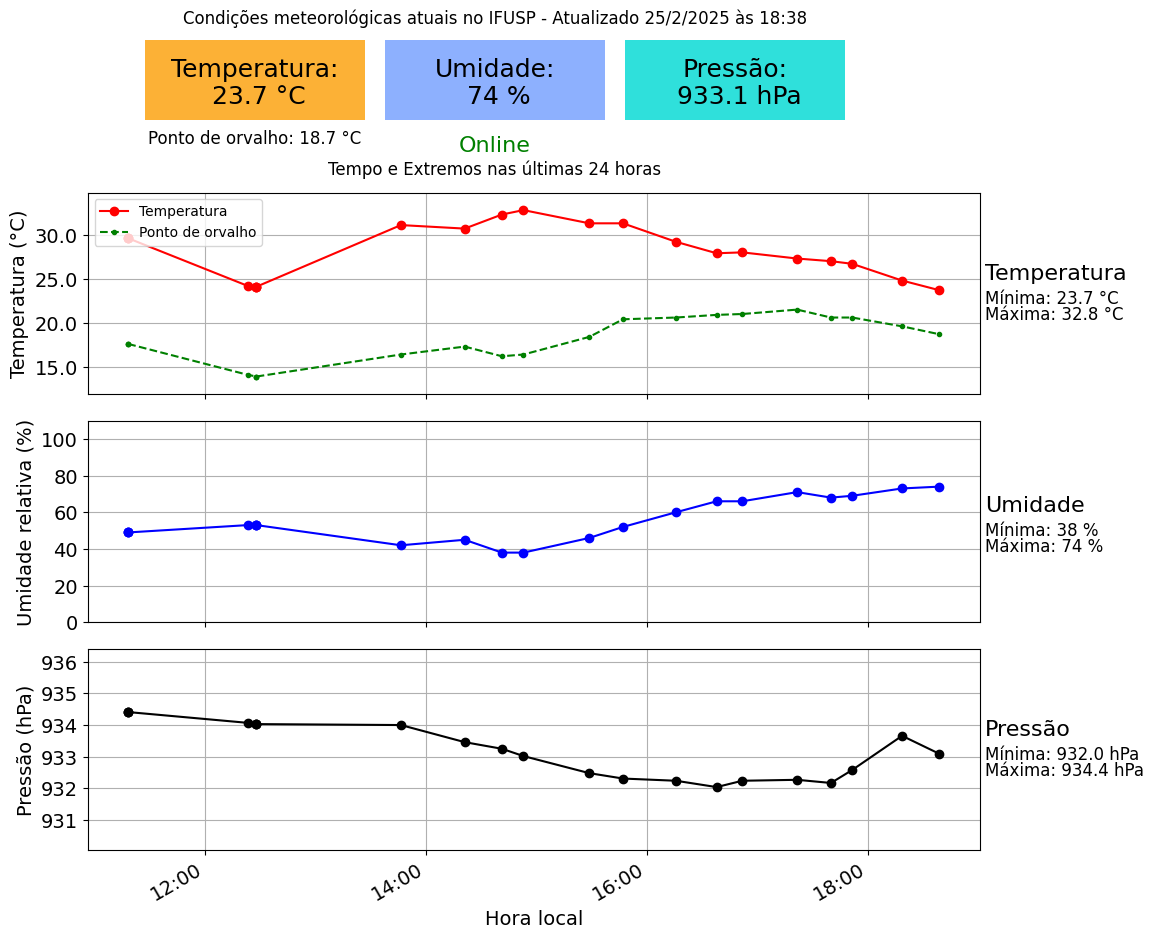 Condições meteorológicas atuais no IFUSP - Atualizado 25/2/2025 às 18:38
Temperatura:
23.7 °C
Umidade:
74 %
Pressão:
933.1 hPa
Ponto de orvalho: 18.7 °C
Online
Tempo e Extremos nas últimas 24 horas
Temperatura (°C)
30.0
25.0
20.0
15.0
Temperatura
Ponto de orvalho
Temperatura
Mínima: 23.7 °C
Máxima: 32.8 °C
Umidade relativa (%)
100
80
60
40
20
0
Umidade
Mínima: 38 %
Máxima: 74 %
Pressão (hPa)
936
935
934
933
932
931
Pressão
Mínima: 932.0 hPa
Máxima: 934.4 hPa
12:00
14:00
16:00
18:00
Hora local